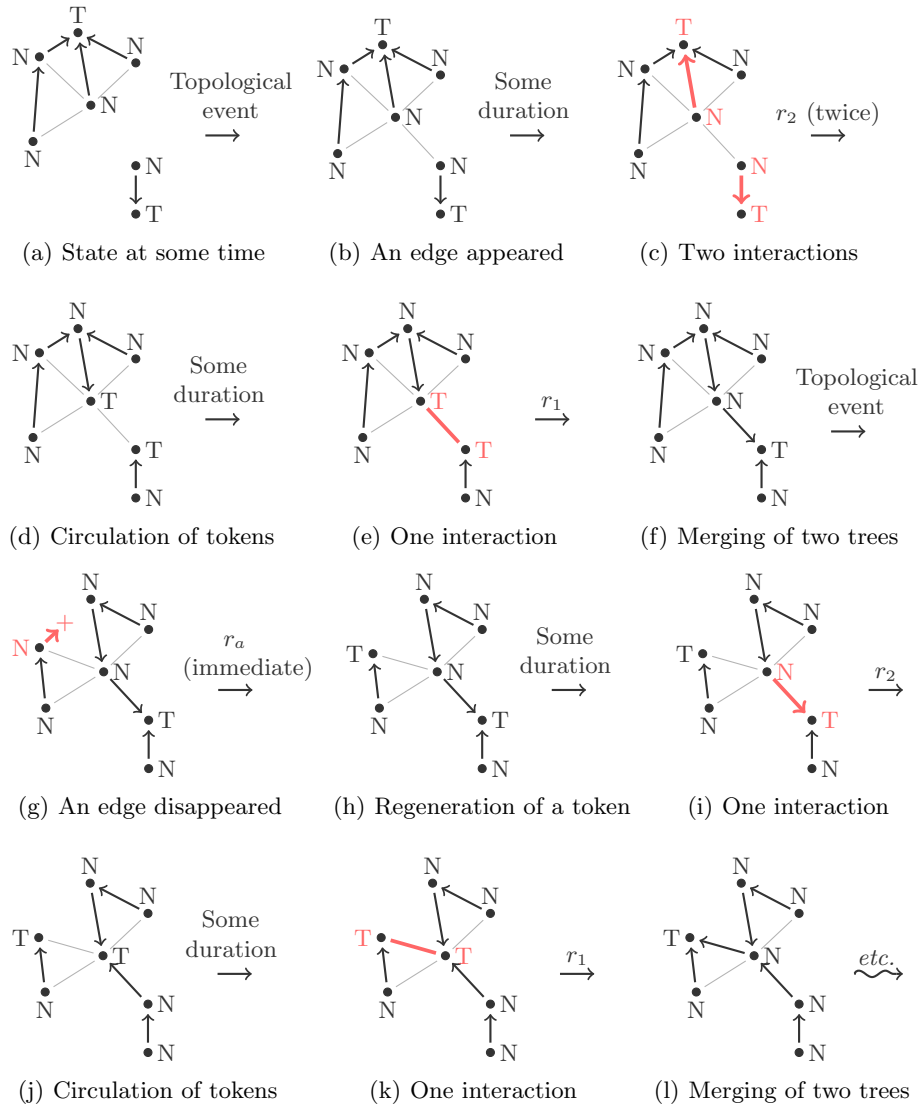 T
N
N
N
N
N
T
Topological
event
T
N
N
N
N
N
T
Some
duration
T
N
N
N
N
N
T
r₂ (twice)
(a) State at some time
(b) An edge appeared
(c) Two interactions
N
N
N
T
N
T
N
Some
duration
N
N
N
T
N
T
N
r₁
N
N
N
N
N
T
N
Topological
event
(d) Circulation of tokens
(e) One interaction
(f) Merging of two trees
N
N
N
N
N
T
N
rₐ
(immediate)
N
N
T
N
N
T
N
Some
duration
N
N
T
N
N
T
N
r₂
(g) An edge disappeared
(h) Regeneration of a token
(i) One interaction
N
N
T
T
N
N
N
Some
duration
N
N
T
T
N
N
N
r₁
N
N
T
N
N
N
N
etc.
(j) Circulation of tokens
(k) One interaction
(l) Merging of two trees